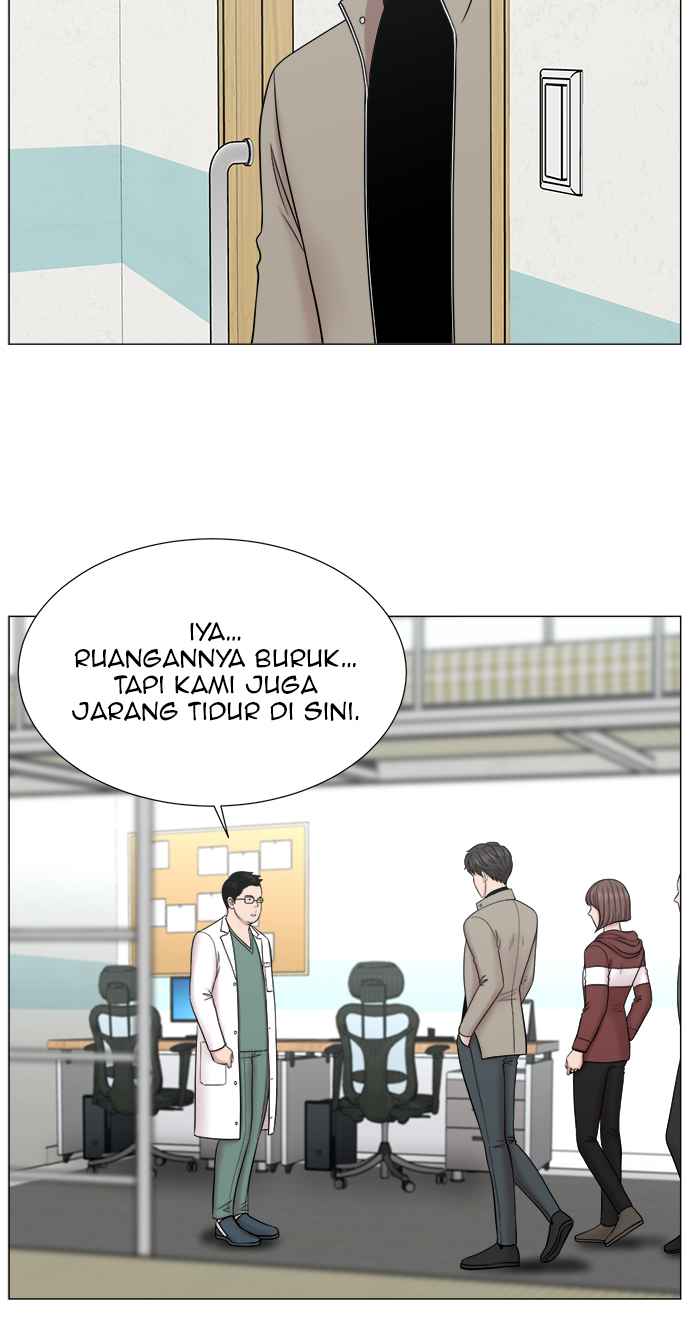 IYA...
RUANGANNYA BURUK...
TAPI KAMI JUGA
JARANG TIDUR DI SINI.